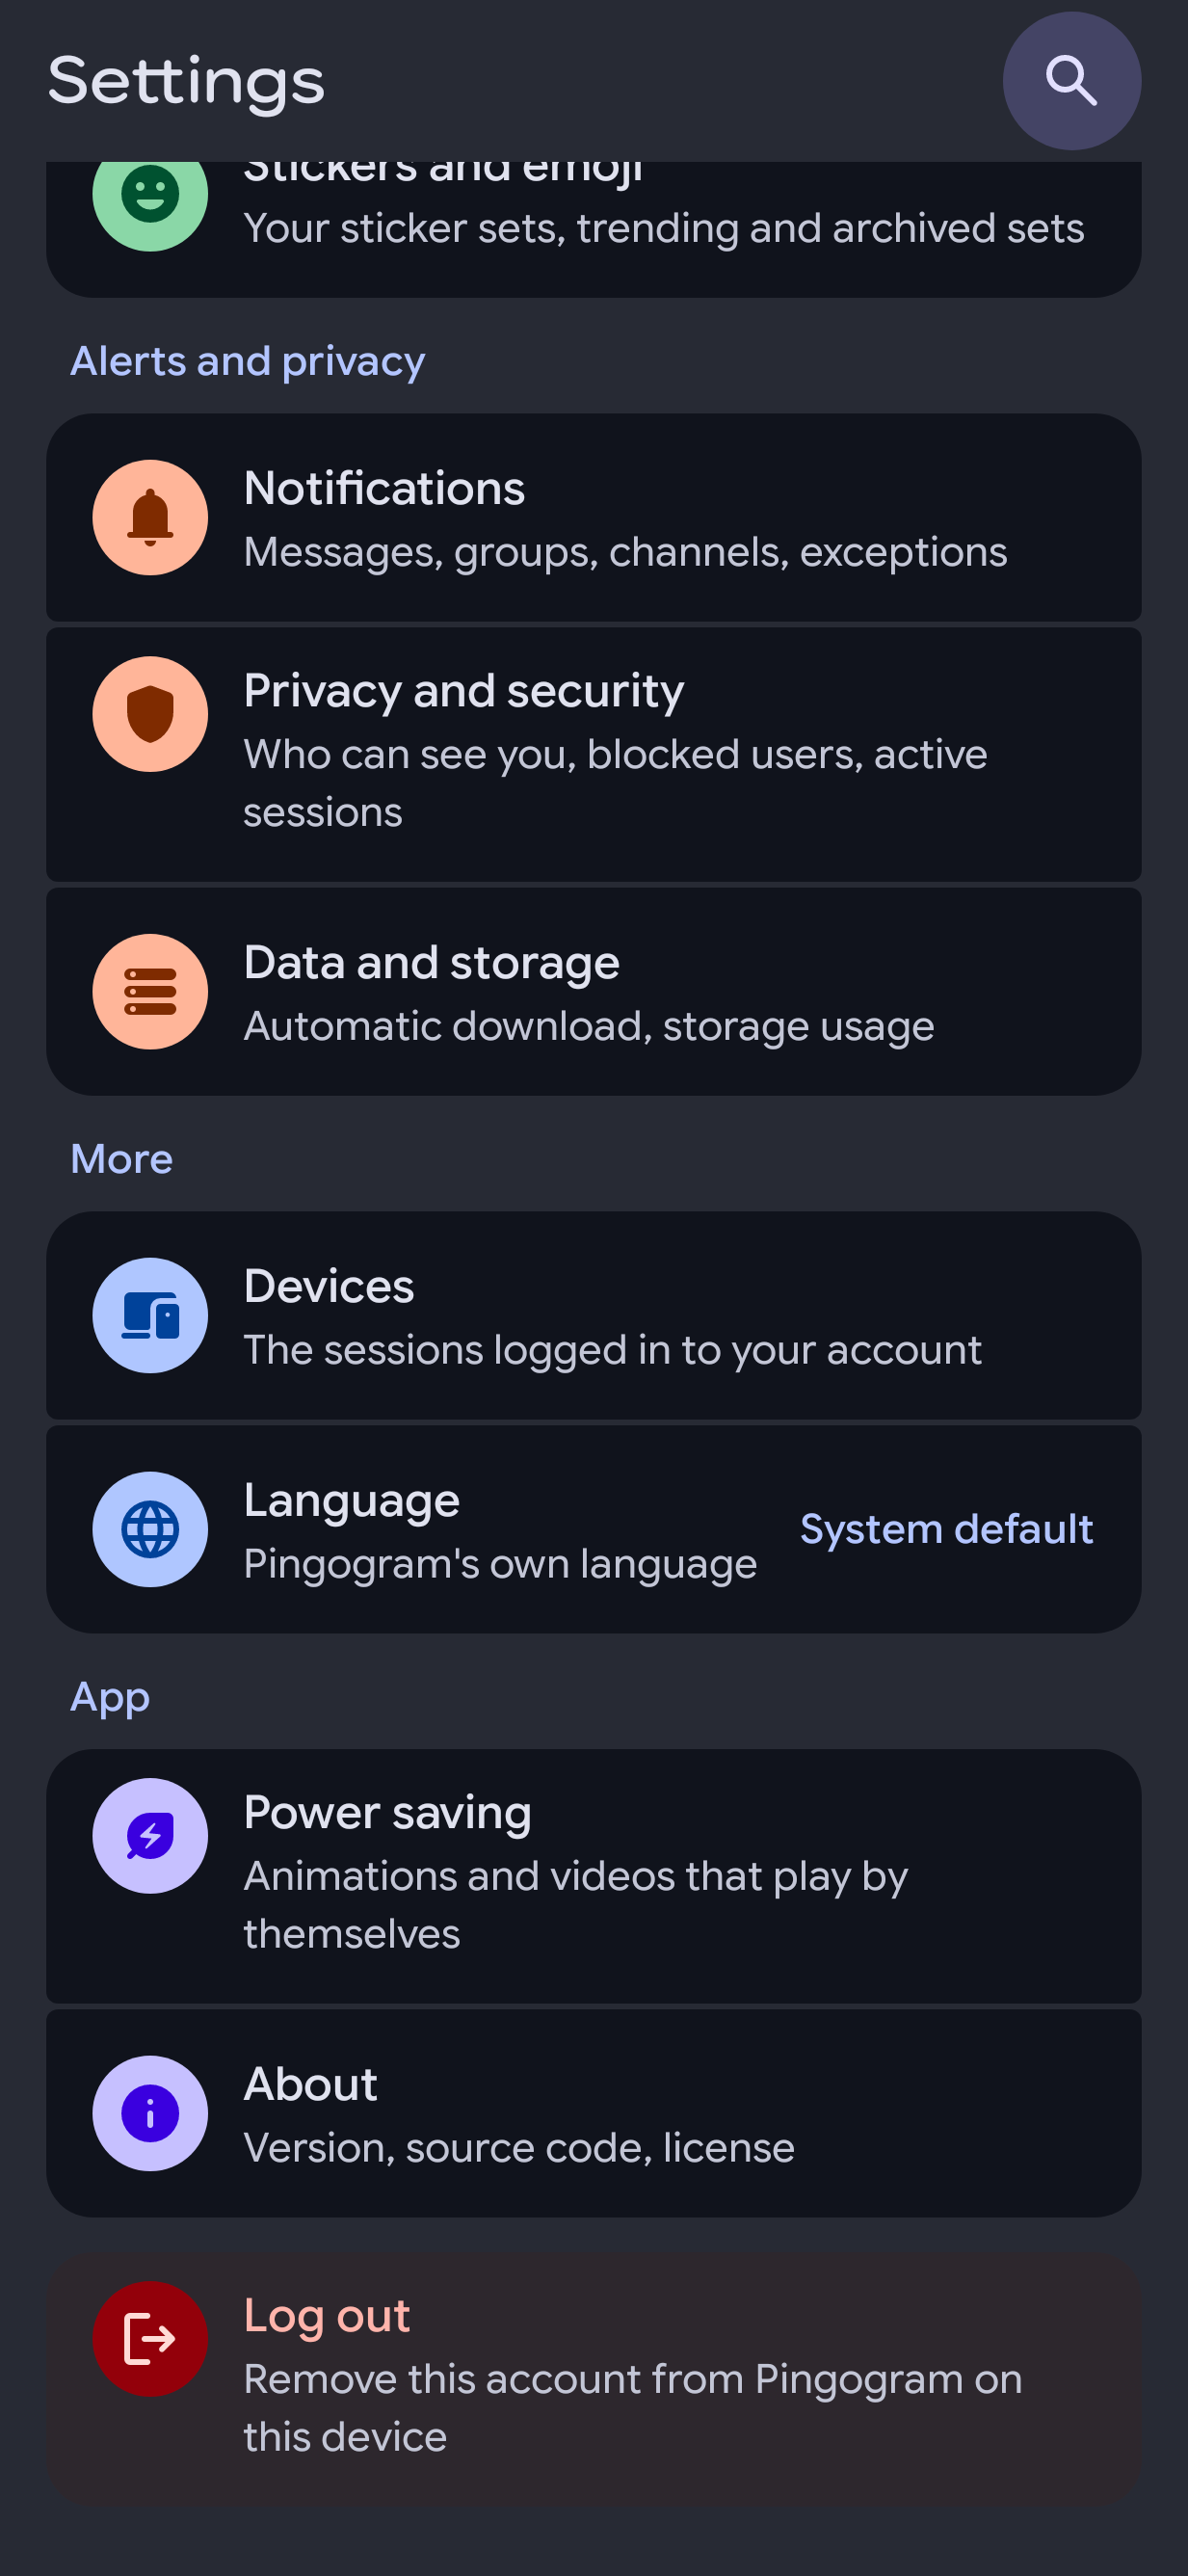 Settings
Stickers and emoji
Your sticker sets, trending and archived sets
Alerts and privacy
Notifications
Messages, groups, channels, exceptions
Privacy and security
Who can see you, blocked users, active
sessions
Data and storage
Automatic download, storage usage
More
Devices
The sessions logged in to your account
Language
Pingogram's own language
System default
App
Power saving
Animations and videos that play by
themselves
About
Version, source code, license
Log out
Remove this account from Pingogram on
this device